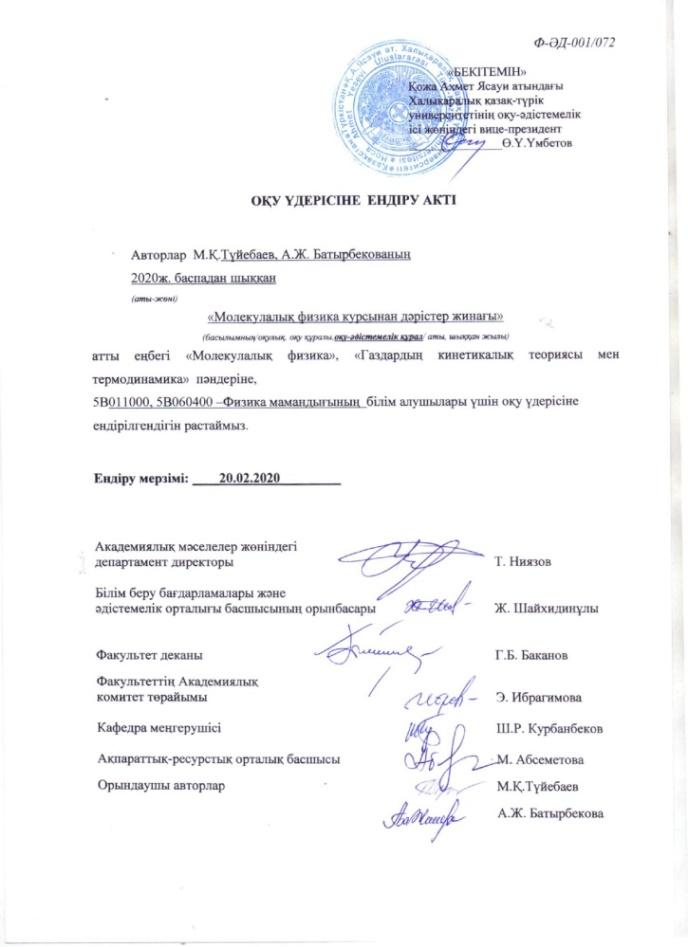 Ф-ӘД-001/072
«БЕКІТЕМІН»
Қожа Ахмет Ясауи атындағы
Халықаралық қазақ-түрік
университетінің оқу-әдістемелік
ісі жөніндегі вице-президент
Ө.Ү.Үмбетов
ОҚУ ҮДЕРІСІНЕ ЕНДІРУ АКТІ
Авторлар М.Қ.Түйебаев, А.Ж. Батырбекованың
2020ж. баспадан шыққан
(аты-жөні)
«Молекулалық физика курсынан дәрістер жинағы»
(басылымның/оқулық, оқу құралы,оқу-әдістемелік құрал/ аты, шыққан жылы)
атты еңбегі «Молекулалық физика», «Газдардың кинетикалық теориясы мен
термодинамика» пәндеріне,
5В011000, 5В060400 –Физика мамандығының білім алушылары үшін оқу үдерісіне
ендірілгендігін растаймыз.
Ендіру мерзімі: 20.02.2020
Академиялық мәселелер жөніндегі
департамент директоры Т. Ниязов
Білім беру бағдарламалары және
әдістемелік орталығы басшысының орынбасары Ж. Шайхидинұлы
Факультет деканы Г.Б. Баканов
Факультеттің Академиялық
комитет төрайымы Э. Ибрагимова
Кафедра меңгерушісі Ш.Р. Курбанбеков
Ақпараттық-ресурстық орталық басшысы М. Абсеметова
Орындаушы авторлар М.Қ.Түйебаев
А.Ж. Батырбекова